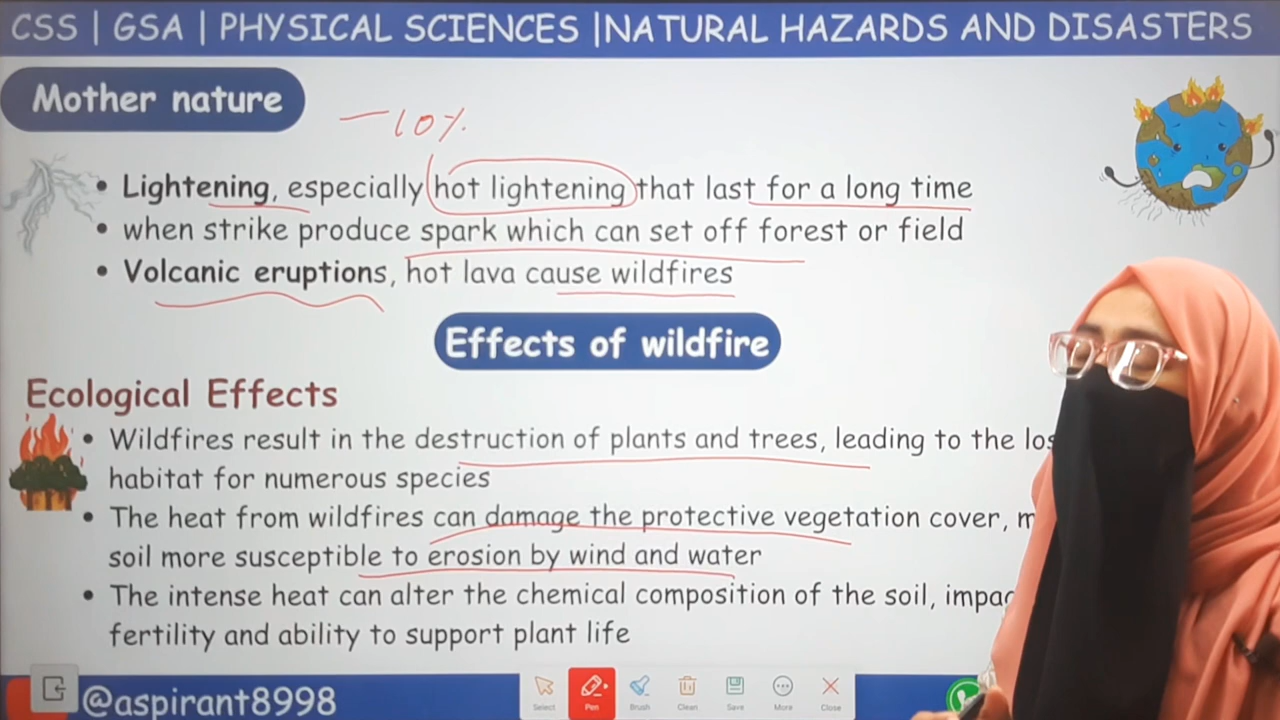 CSS | GSA | PHYSICAL SCIENCES |NATURAL HAZARDS AND DISASTERS
Mother nature
-10%
• Lightening, especially hot lightening that last for a long time
• when strike produce spark which can set off forest or field
• Volcanic eruptions, hot lava cause wildfires
Effects of wildfire
Ecological Effects
• Wildfires result in the destruction of plants and trees, leading to the
habitat for numerous species
• The heat from wildfires can damage the protective vegetation cover,
soil more susceptible to erosion by wind and water
• The intense heat can alter the chemical composition of the soil,
fertility and ability to support plant life
@aspirant8998
Select Pen Brush Clean Save More Close